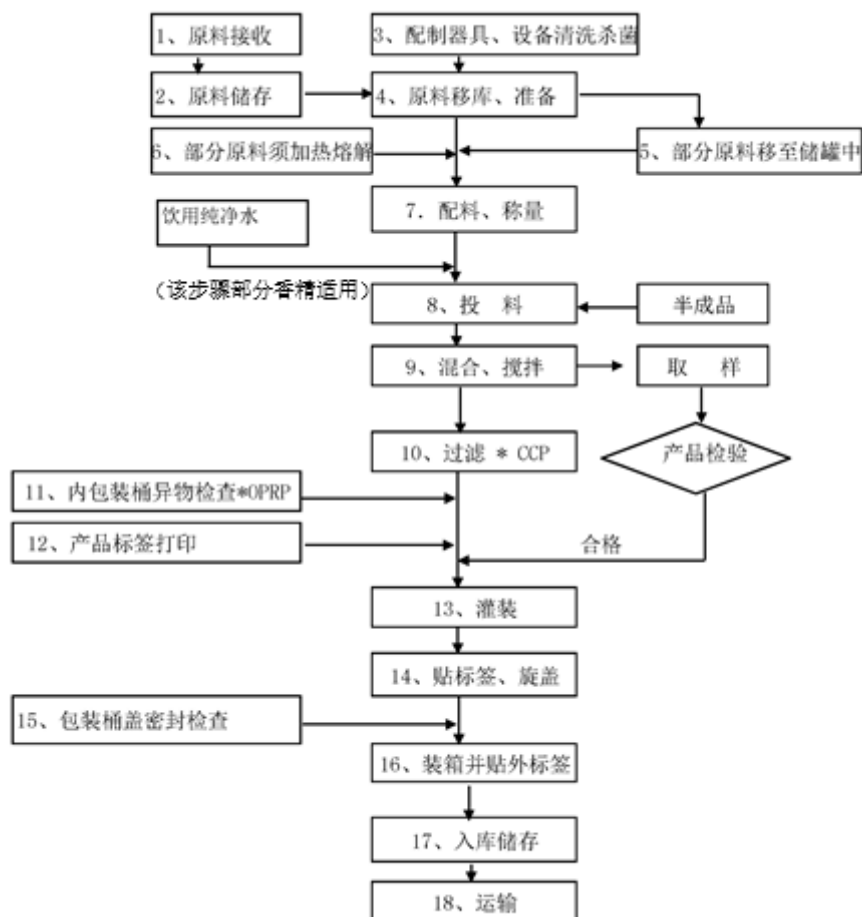 1、原料接收
3、配制器具、设备清洗杀菌
2、原料储存
4、原料移库、准备
6、部分原料须加热熔解
5、部分原料移至储罐中
7．配料、称量
饮用纯净水
（该步骤部分香精适用）
8、投 料
半成品
9、混合、搅拌
取 样
10、过滤 * CCP
产品检验
11、内包装桶异物检查*OPRP
12、产品标签打印
合格
13、灌装
14、贴标签、旋盖
15、包装桶盖密封检查
16、装箱并贴外标签
17、入库储存
18、运输